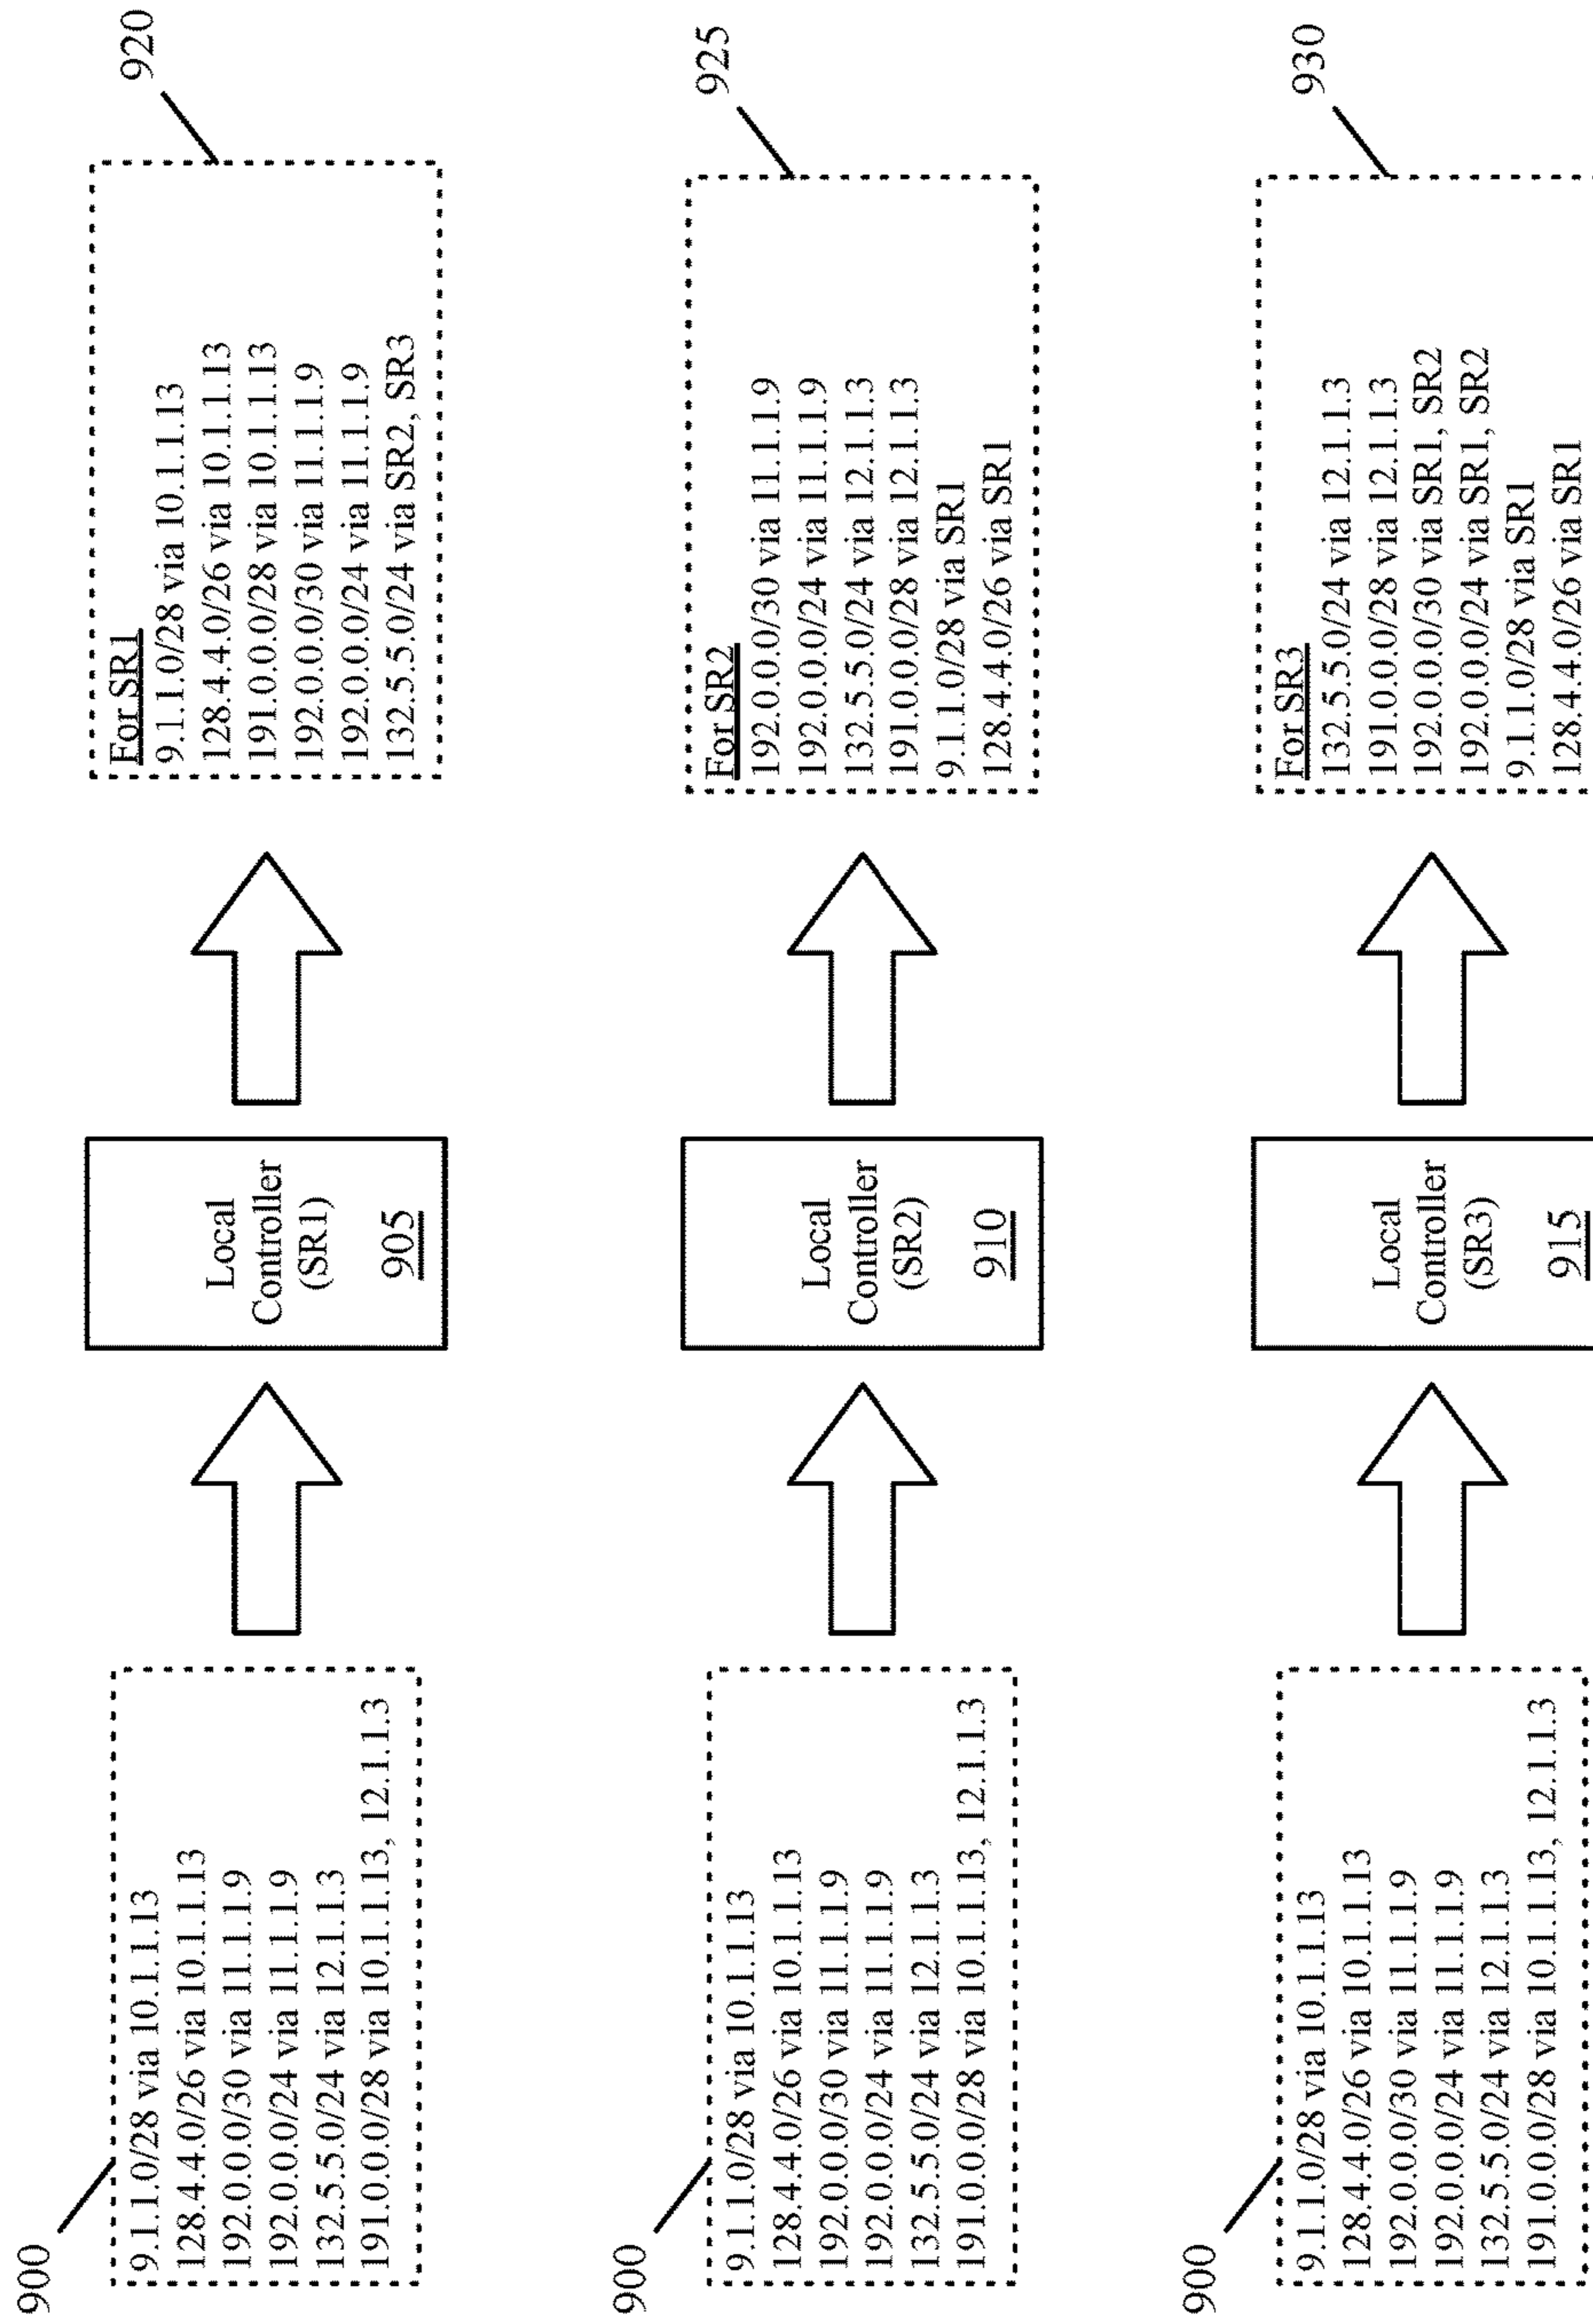 900
9.1.1.0/28 via 10.1.1.13
128.4.4.0/26 via 10.1.1.13
192.0.0.0/30 via 11.1.1.9
192.0.0.0/24 via 11.1.1.9
132.5.5.0/24 via 12.1.1.3
191.0.0.0/28 via 10.1.1.13, 12.1.1.3
Local
Controller
(SR1)
905
920
For SR1
9.1.1.0/28 via 10.1.1.13
128.4.4.0/26 via 10.1.1.13
191.0.0.0/28 via 10.1.1.13
192.0.0.0/30 via 11.1.1.9
192.0.0.0/24 via 11.1.1.9
132.5.5.0/24 via SR2, SR3
900
9.1.1.0/28 via 10.1.1.13
128.4.4.0/26 via 10.1.1.13
192.0.0.0/30 via 11.1.1.9
192.0.0.0/24 via 11.1.1.9
132.5.5.0/24 via 12.1.1.3
191.0.0.0/28 via 10.1.1.13, 12.1.1.3
Local
Controller
(SR2)
910
925
For SR2
192.0.0.0/30 via 11.1.1.9
192.0.0.0/24 via 11.1.1.9
132.5.5.0/24 via 12.1.1.3
191.0.0.0/28 via 12.1.1.3
9.1.1.0/28 via SR1
128.4.4.0/26 via SR1
900
9.1.1.0/28 via 10.1.1.13
128.4.4.0/26 via 10.1.1.13
192.0.0.0/30 via 11.1.1.9
192.0.0.0/24 via 11.1.1.9
132.5.5.0/24 via 12.1.1.3
191.0.0.0/28 via 10.1.1.13, 12.1.1.3
Local
Controller
(SR3)
915
930
For SR3
132.5.5.0/24 via 12.1.1.3
191.0.0.0/28 via 12.1.1.3
192.0.0.0/30 via SR1, SR2
192.0.0.0/24 via SR1, SR2
9.1.1.0/28 via SR1
128.4.4.0/26 via SR1